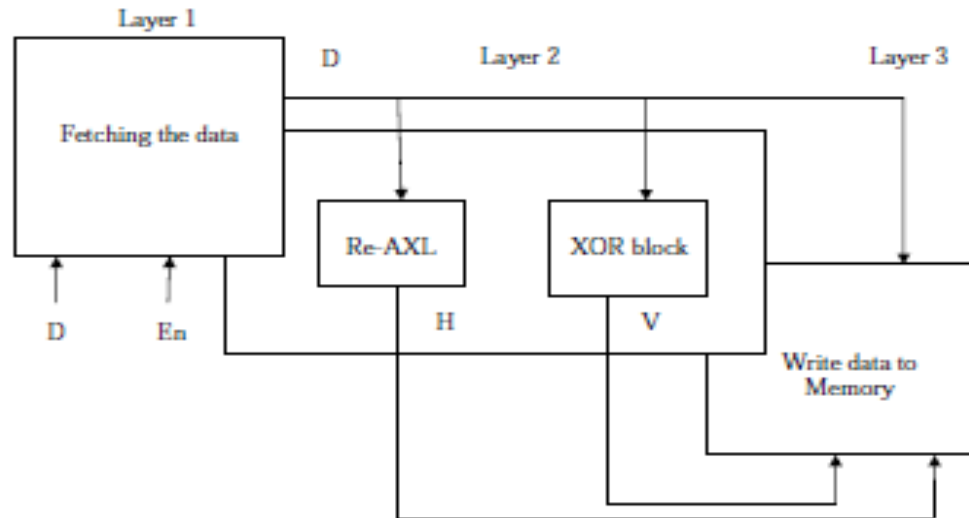 Layer 1
D
Layer 2
Layer 3
Fetching the data
Re-AXL
XOR block
D
En
H
V
Write data to
Memory